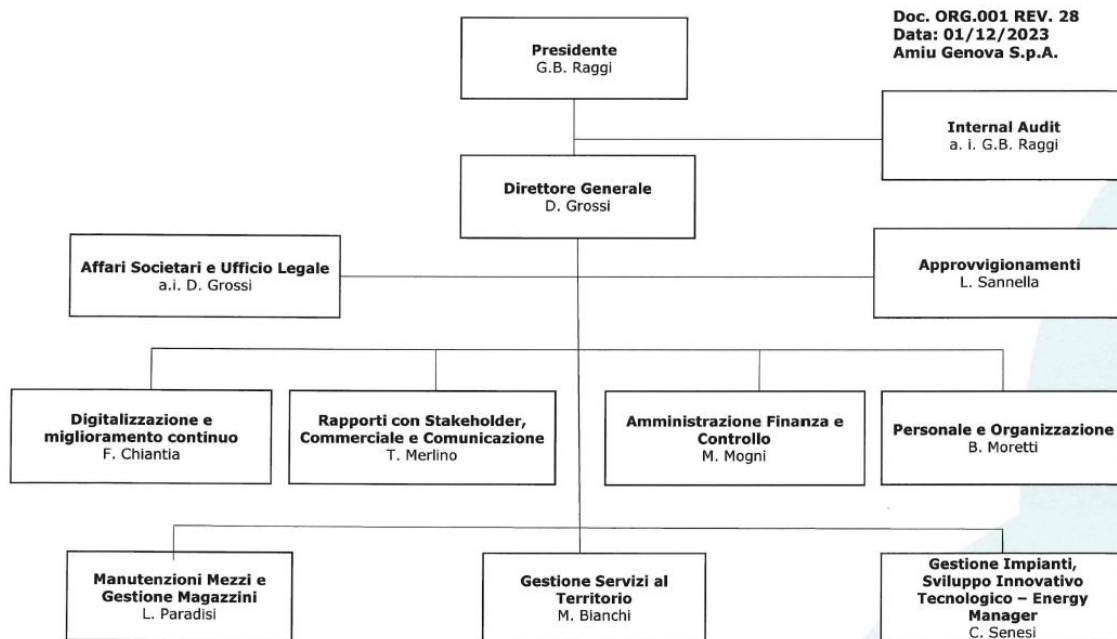 Doc. ORG.001 REV. 28
Data: 01/12/2023
Amiu Genova S.p.A.
Presidente
G.B. Raggi
Internal Audit
a. i. G.B. Raggi
Direttore Generale
D. Grossi
Affari Societari e Ufficio Legale
a.i. D. Grossi
Approvvigionamenti
L. Sannella
Digitalizzazione e
miglioramento continuo
F. Chiantia
Rapporti con Stakeholder,
Commerciale e Comunicazione
T. Merlino
Amministrazione Finanza e
Controllo
M. Mogni
Personale e Organizzazione
B. Moretti
Manutenzioni Mezzi e
Gestione Magazzini
L. Paradisi
Gestione Servizi al
Territorio
M. Bianchi
Gestione Impianti,
Sviluppo Innovativo
Tecnologico – Energy
Manager
C. Senesi